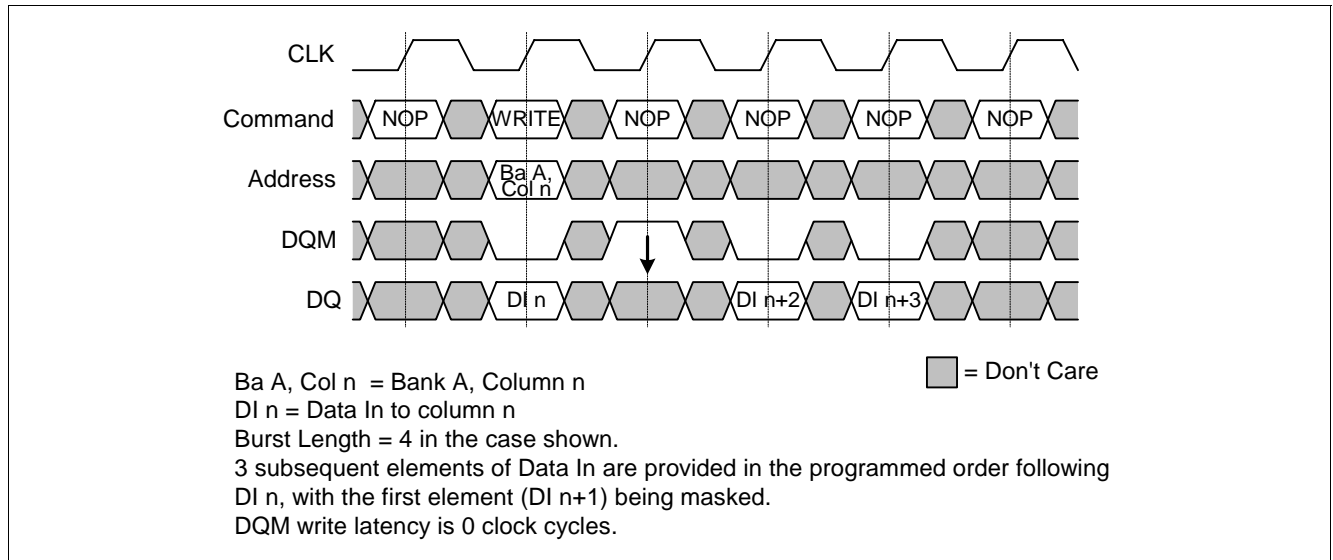 CLK
Command NOP WRITE NOP NOP NOP NOP
Address Ba A,
Col n
DQM
DQ DI n DI n+2 DI n+3
Ba A, Col n = Bank A, Column n
= Don't Care
DI n = Data In to column n
Burst Length = 4 in the case shown.
3 subsequent elements of Data In are provided in the programmed order following
DI n, with the first element (DI n+1) being masked.
DQM write latency is 0 clock cycles.